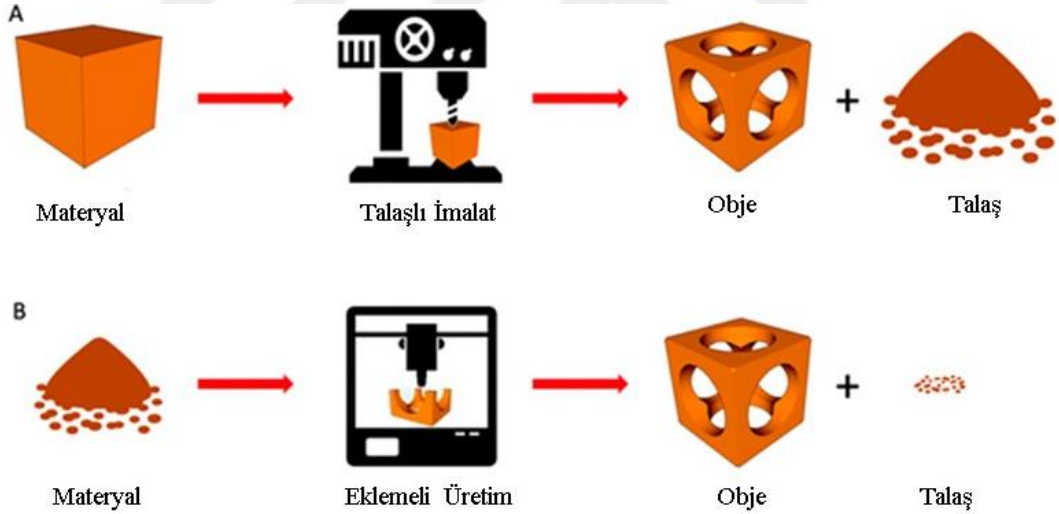 A
Materyal
Talaşlı İmalat
Obje
+
Talaş
B
Materyal
Eklemeli Üretim
Obje
+
Talaş